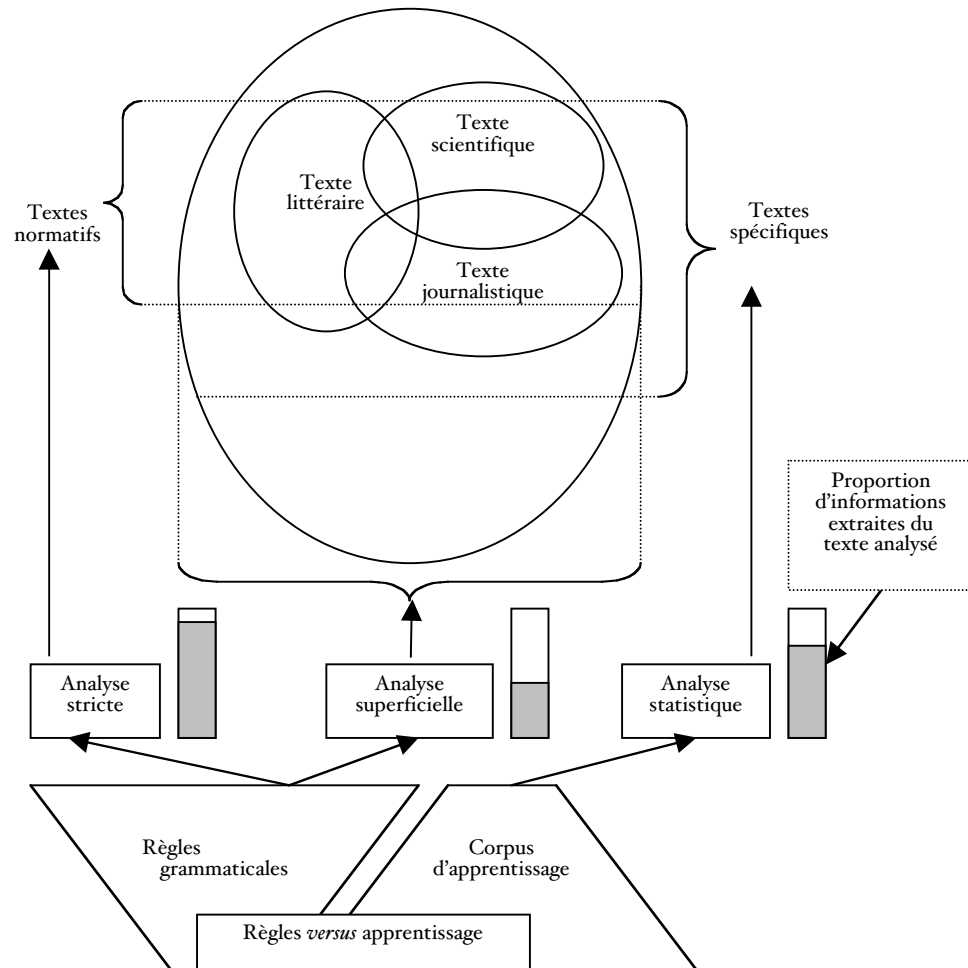 Texte
scientifique
Texte
littéraire
Textes
normatifs
Textes
spécifiques
Texte
journalistique
Proportion
d'informations
extraites du
texte analysé
Analyse
stricte
Analyse
superficielle
Analyse
statistique
Règles
grammaticales
Corpus
d'apprentissage
Règles versus apprentissage